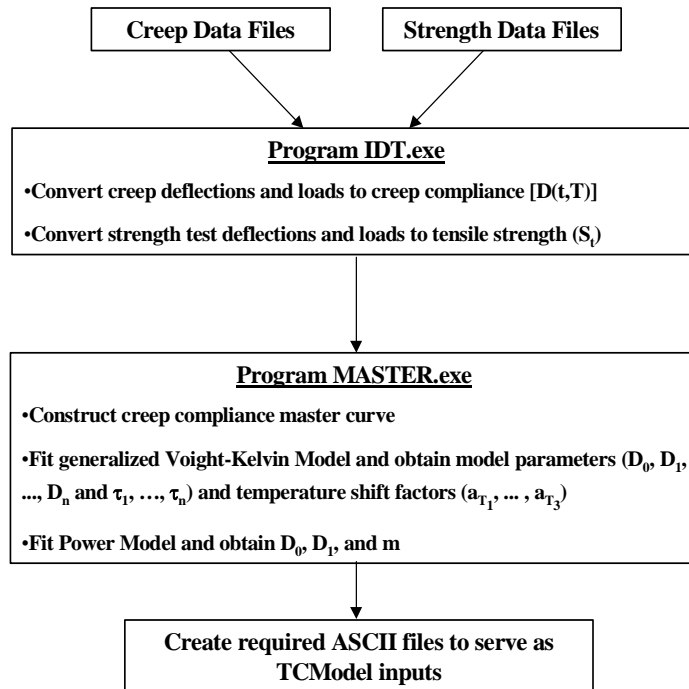 Creep Data Files
Strength Data Files
Program IDT.exe
•Convert creep deflections and loads to creep compliance [D(t,T)]
•Convert strength test deflections and loads to tensile strength (Sₜ)
Program MASTER.exe
•Construct creep compliance master curve
•Fit generalized Voight-Kelvin Model and obtain model parameters (D₀, D₁,
..., Dₙ and τ₁, …, τₙ) and temperature shift factors (a_T₁, ... , a_T₃)
•Fit Power Model and obtain D₀, D₁, and m
Create required ASCII files to serve as
TCModel inputs